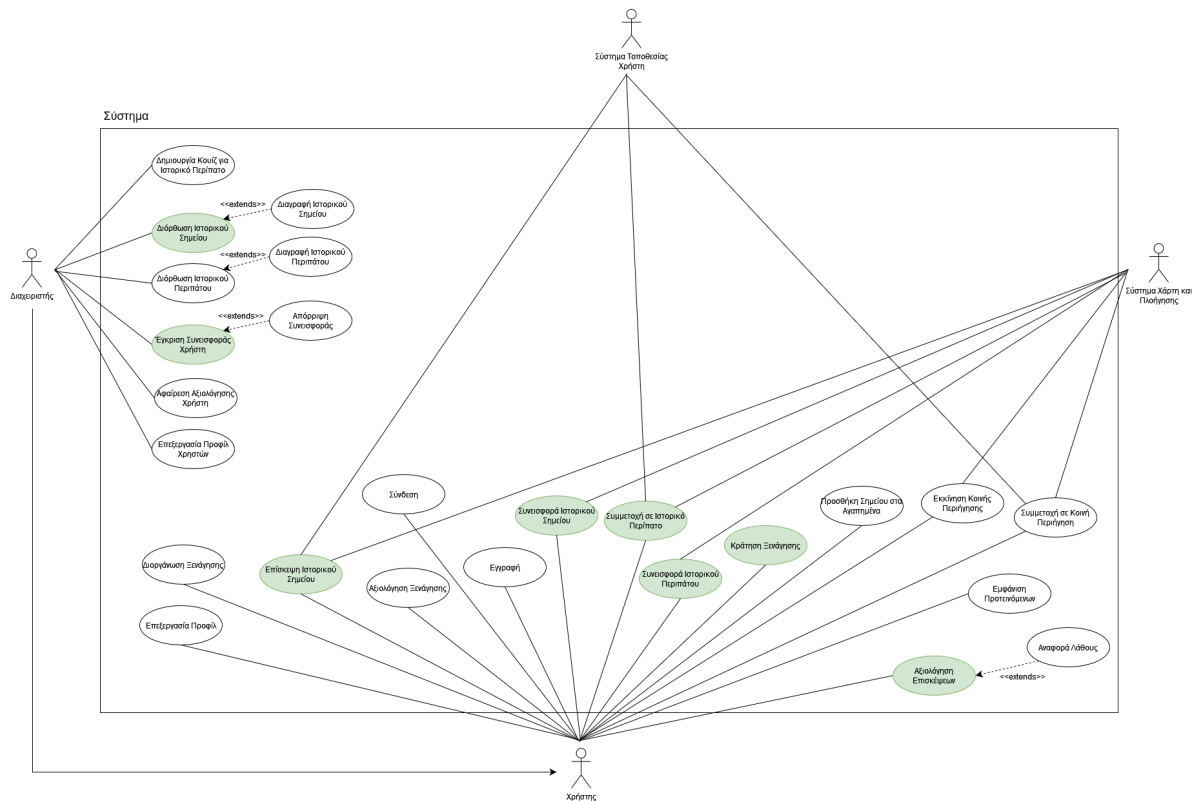 Σύστημα Τοποθεσίας
Χρήστη
Σύστημα
Δημιουργία Κουίζ για
Ιστορικό Περίπατο
<<extends>>
Διαγραφή Ιστορικού
Σημείου
Διόρθωση Ιστορικού
Σημείου
<<extends>>
Διαγραφή Ιστορικού
Περιπάτου
Διόρθωση Ιστορικού
Περιπάτου
Διαχειριστής
Σύστημα Χάρτη και
Πλοήγησης
<<extends>>
Απόρριψη
Συνεισφοράς
Έγκριση Συνεισφοράς
Χρήστη
Αφαίρεση Αξιολόγησης
Χρήστη
Επεξεργασία Προφίλ
Χρηστών
Σύνδεση
Συνεισφορά Ιστορικού
Σημείου
Συμμετοχή σε Ιστορικό
Περίπατο
Προσθήκη Σημείου στα
Αγαπημένα
Εκκίνηση Κοινής
Περιήγησης
Συμμετοχή σε Κοινή
Περιήγηση
Κράτηση Ξενάγησης
Διοργάνωση Ξενάγησης
Επίσκεψη Ιστορικού
Σημείου
Εγγραφή
Αξιολόγηση Ξενάγησης
Συνεισφορά Ιστορικού
Περιπάτου
Εμφάνιση
Προτεινόμενων
Επεξεργασία Προφίλ
Αναφορά Λάθους
Αξιολόγηση
Επισκέψεων
<<extends>>
Χρήστης